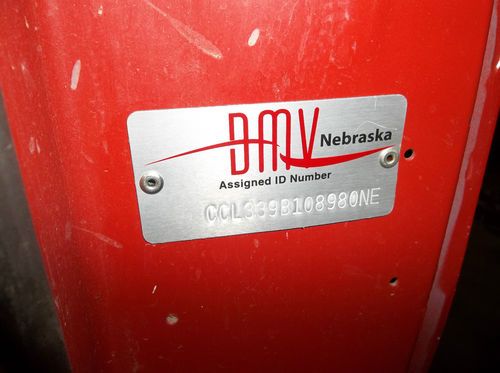 DMV Nebraska
Assigned ID Number
CCL339B108980NE